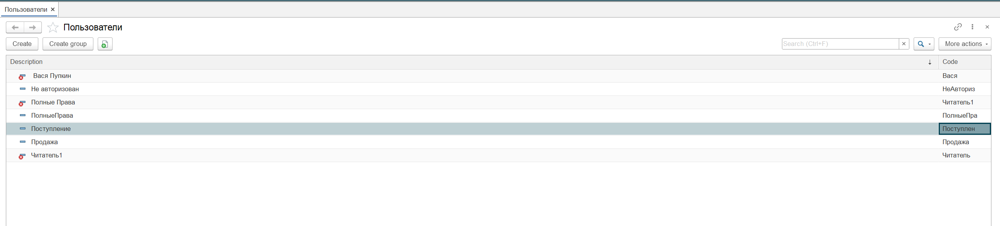 Пользователи
Пользователи
Create Create group Search (Ctrl+F) More actions
Description Code
Вася Пупкин Вася
Не авторизован НеАвториз
Полные Права Читатель1
ПолныеПрава ПолныеПра
Поступление Поступлен
Продажа Продажа
Читатель1 Читатель